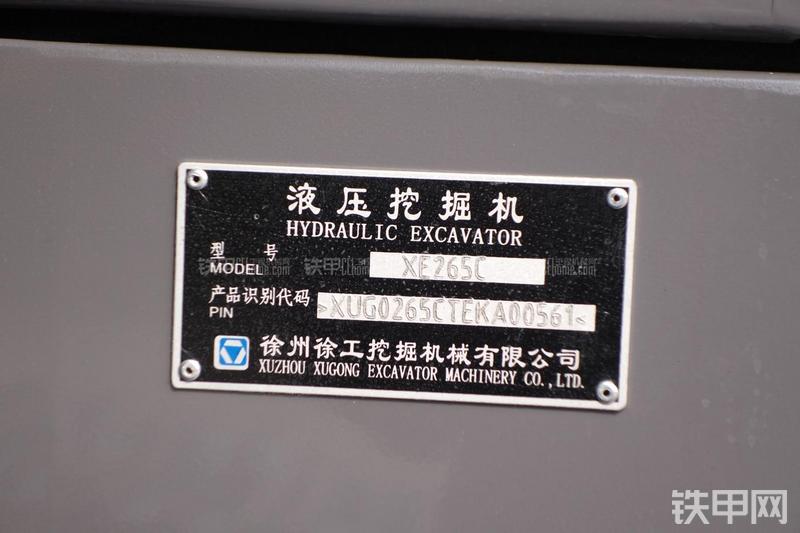 液压挖掘机
HYDRAULIC EXCAVATOR
型号 XE265C
MODEL
产品识别代码 >XUG0265CTEKA00561<
PIN
徐州徐工挖掘机械有限公司
XUZHOU XUGONG EXCAVATOR MACHINERY CO.,LTD.
铁甲网